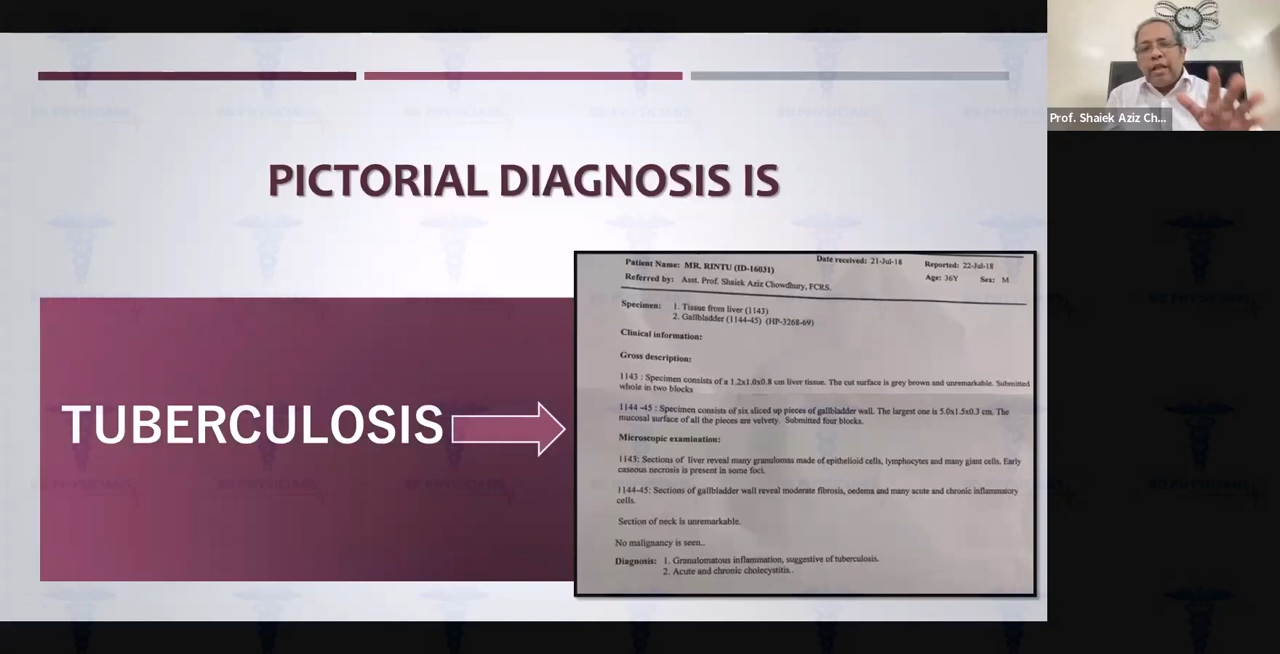 PICTORIAL DIAGNOSIS IS
TUBERCULOSIS
Patient Name: MR, RINTU (ID-16031) Date received: 21-Jul-18 Reported: 22-Jul-18
Referred by: Asst. Prof. Shaiek Aziz Chowdhury, FCRS. Age: 36Y Sex: M
Specimen: 1. Tissue from liver (1143)
2. Gallbladder (1144-45) (HP-3268-69)
Clinical information:
Gross description:
1143 : Specimen consists of a 1.2x1.0x0.8 cm liver tissue. The cut surface is grey brown and unremarkable. Submitted
whole in two blocks
1144 -45 : Specimen consists of six sliced up pieces of gallbladder wall. The largest one is 5.0x1.5x0.3 cm. The
mucosal surface of all the pieces are velvety. Submitted four blocks.
Microscopic examination:
1143: Sections of liver reveal many granulomas made of epithelioid cells, lymphocytes and many giant cells. Early
caseous necrosis is present in some foci.
1144-45: Sections of gallbladder wall reveal moderate fibrosis, oedema and many acute and chronic inflammatory
cells.
Section of neck is unremarkable.
No malignancy is seen..
Diagnosis: 1. Granulomatous inflammation, suggestive of tuberculosis.
2. Acute and chronic cholecystitis..
Prof. Shaiek Aziz Ch...
BD PHYSICIANS